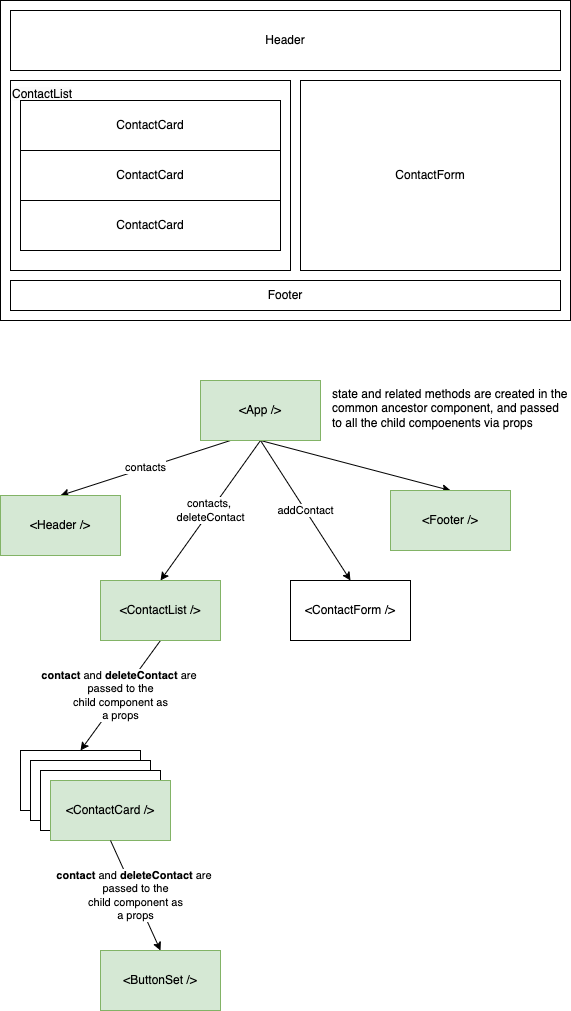 Header
ContactList
ContactCard
ContactCard
ContactCard
ContactForm
Footer
<App />
state and related methods are created in the
common ancestor component, and passed
to all the child compoenents via props
contacts
contacts,
deleteContact
addContact
<Header />
<Footer />
<ContactList />
<ContactForm />
contact and deleteContact are
passed to the
child component as
a props
<ContactCard />
contact and deleteContact are
passed to the
child component as
a props
<ButtonSet />